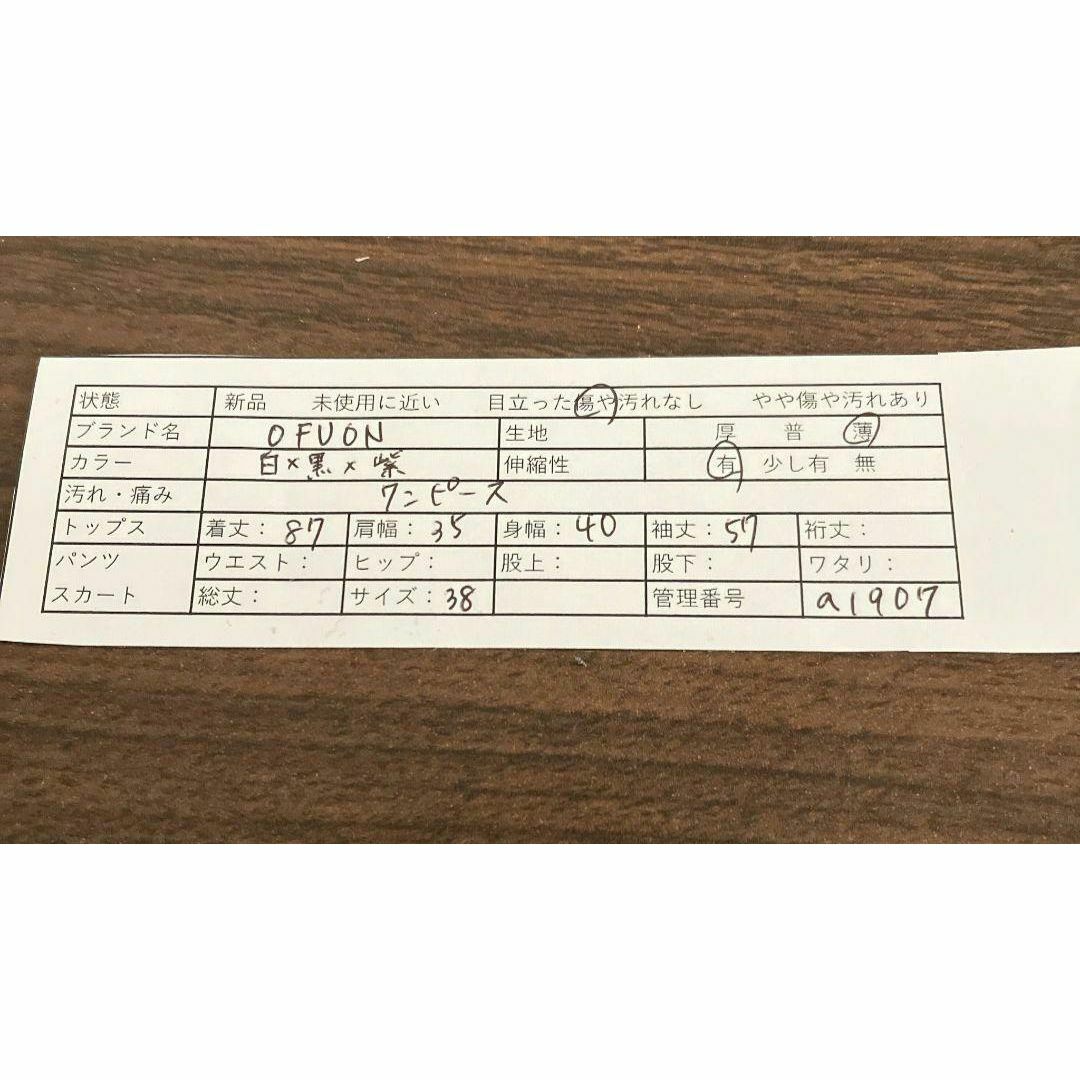 状態 新品 未使用に近い 目立った傷や汚れなし やや傷や汚れあり
ブランド名 OFUON 生地 厚 普 薄
カラー 白×黒×紫 伸縮性 有 少し有 無
汚れ・痛み ワンピース
トップス 着丈：87 肩幅：35 身幅：40 袖丈：57 裄丈：
パンツ ウエスト： ヒップ： 股上： 股下： ワタリ：
スカート 総丈： サイズ：38 管理番号 a1907